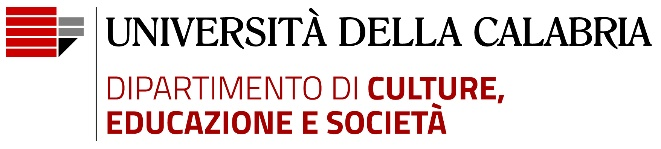 UNIVERSITÀ DELLA CALABRIA
DIPARTIMENTO DI CULTURE,
EDUCAZIONE E SOCIETÀ